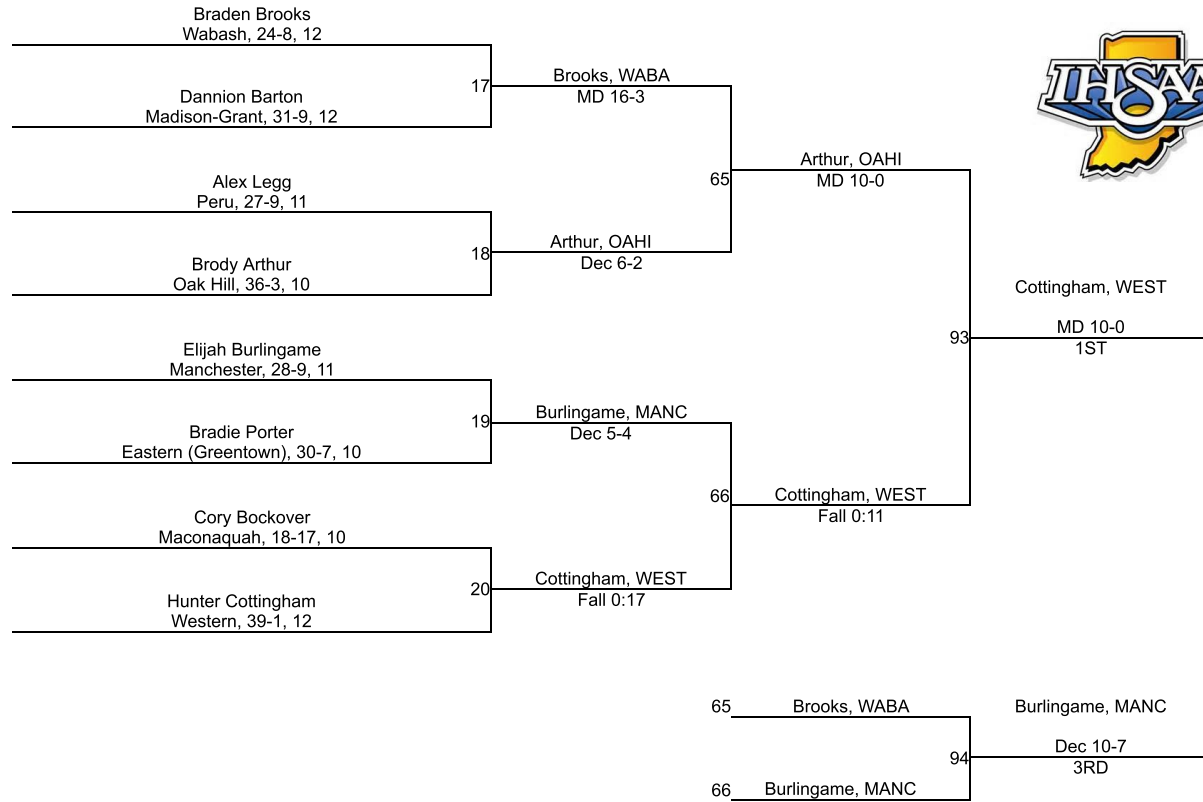 Braden Brooks
Wabash, 24-8, 12
17
Brooks, WABA
MD 16-3
Dannion Barton
Madison-Grant, 31-9, 12
IHSAA
65
Arthur, OAHI
MD 10-0
Alex Legg
Peru, 27-9, 11
18
Arthur, OAHI
Dec 6-2
Brody Arthur
Oak Hill, 36-3, 10
Cottingham, WEST
93
MD 10-0
1ST
Elijah Burlingame
Manchester, 28-9, 11
19
Burlingame, MANC
Dec 5-4
Bradie Porter
Eastern (Greentown), 30-7, 10
66
Cottingham, WEST
Fall 0:11
Cory Bockover
Maconaquah, 18-17, 10
20
Cottingham, WEST
Fall 0:17
Hunter Cottingham
Western, 39-1, 12
65
Brooks, WABA
Burlingame, MANC
94
Dec 10-7
3RD
66
Burlingame, MANC